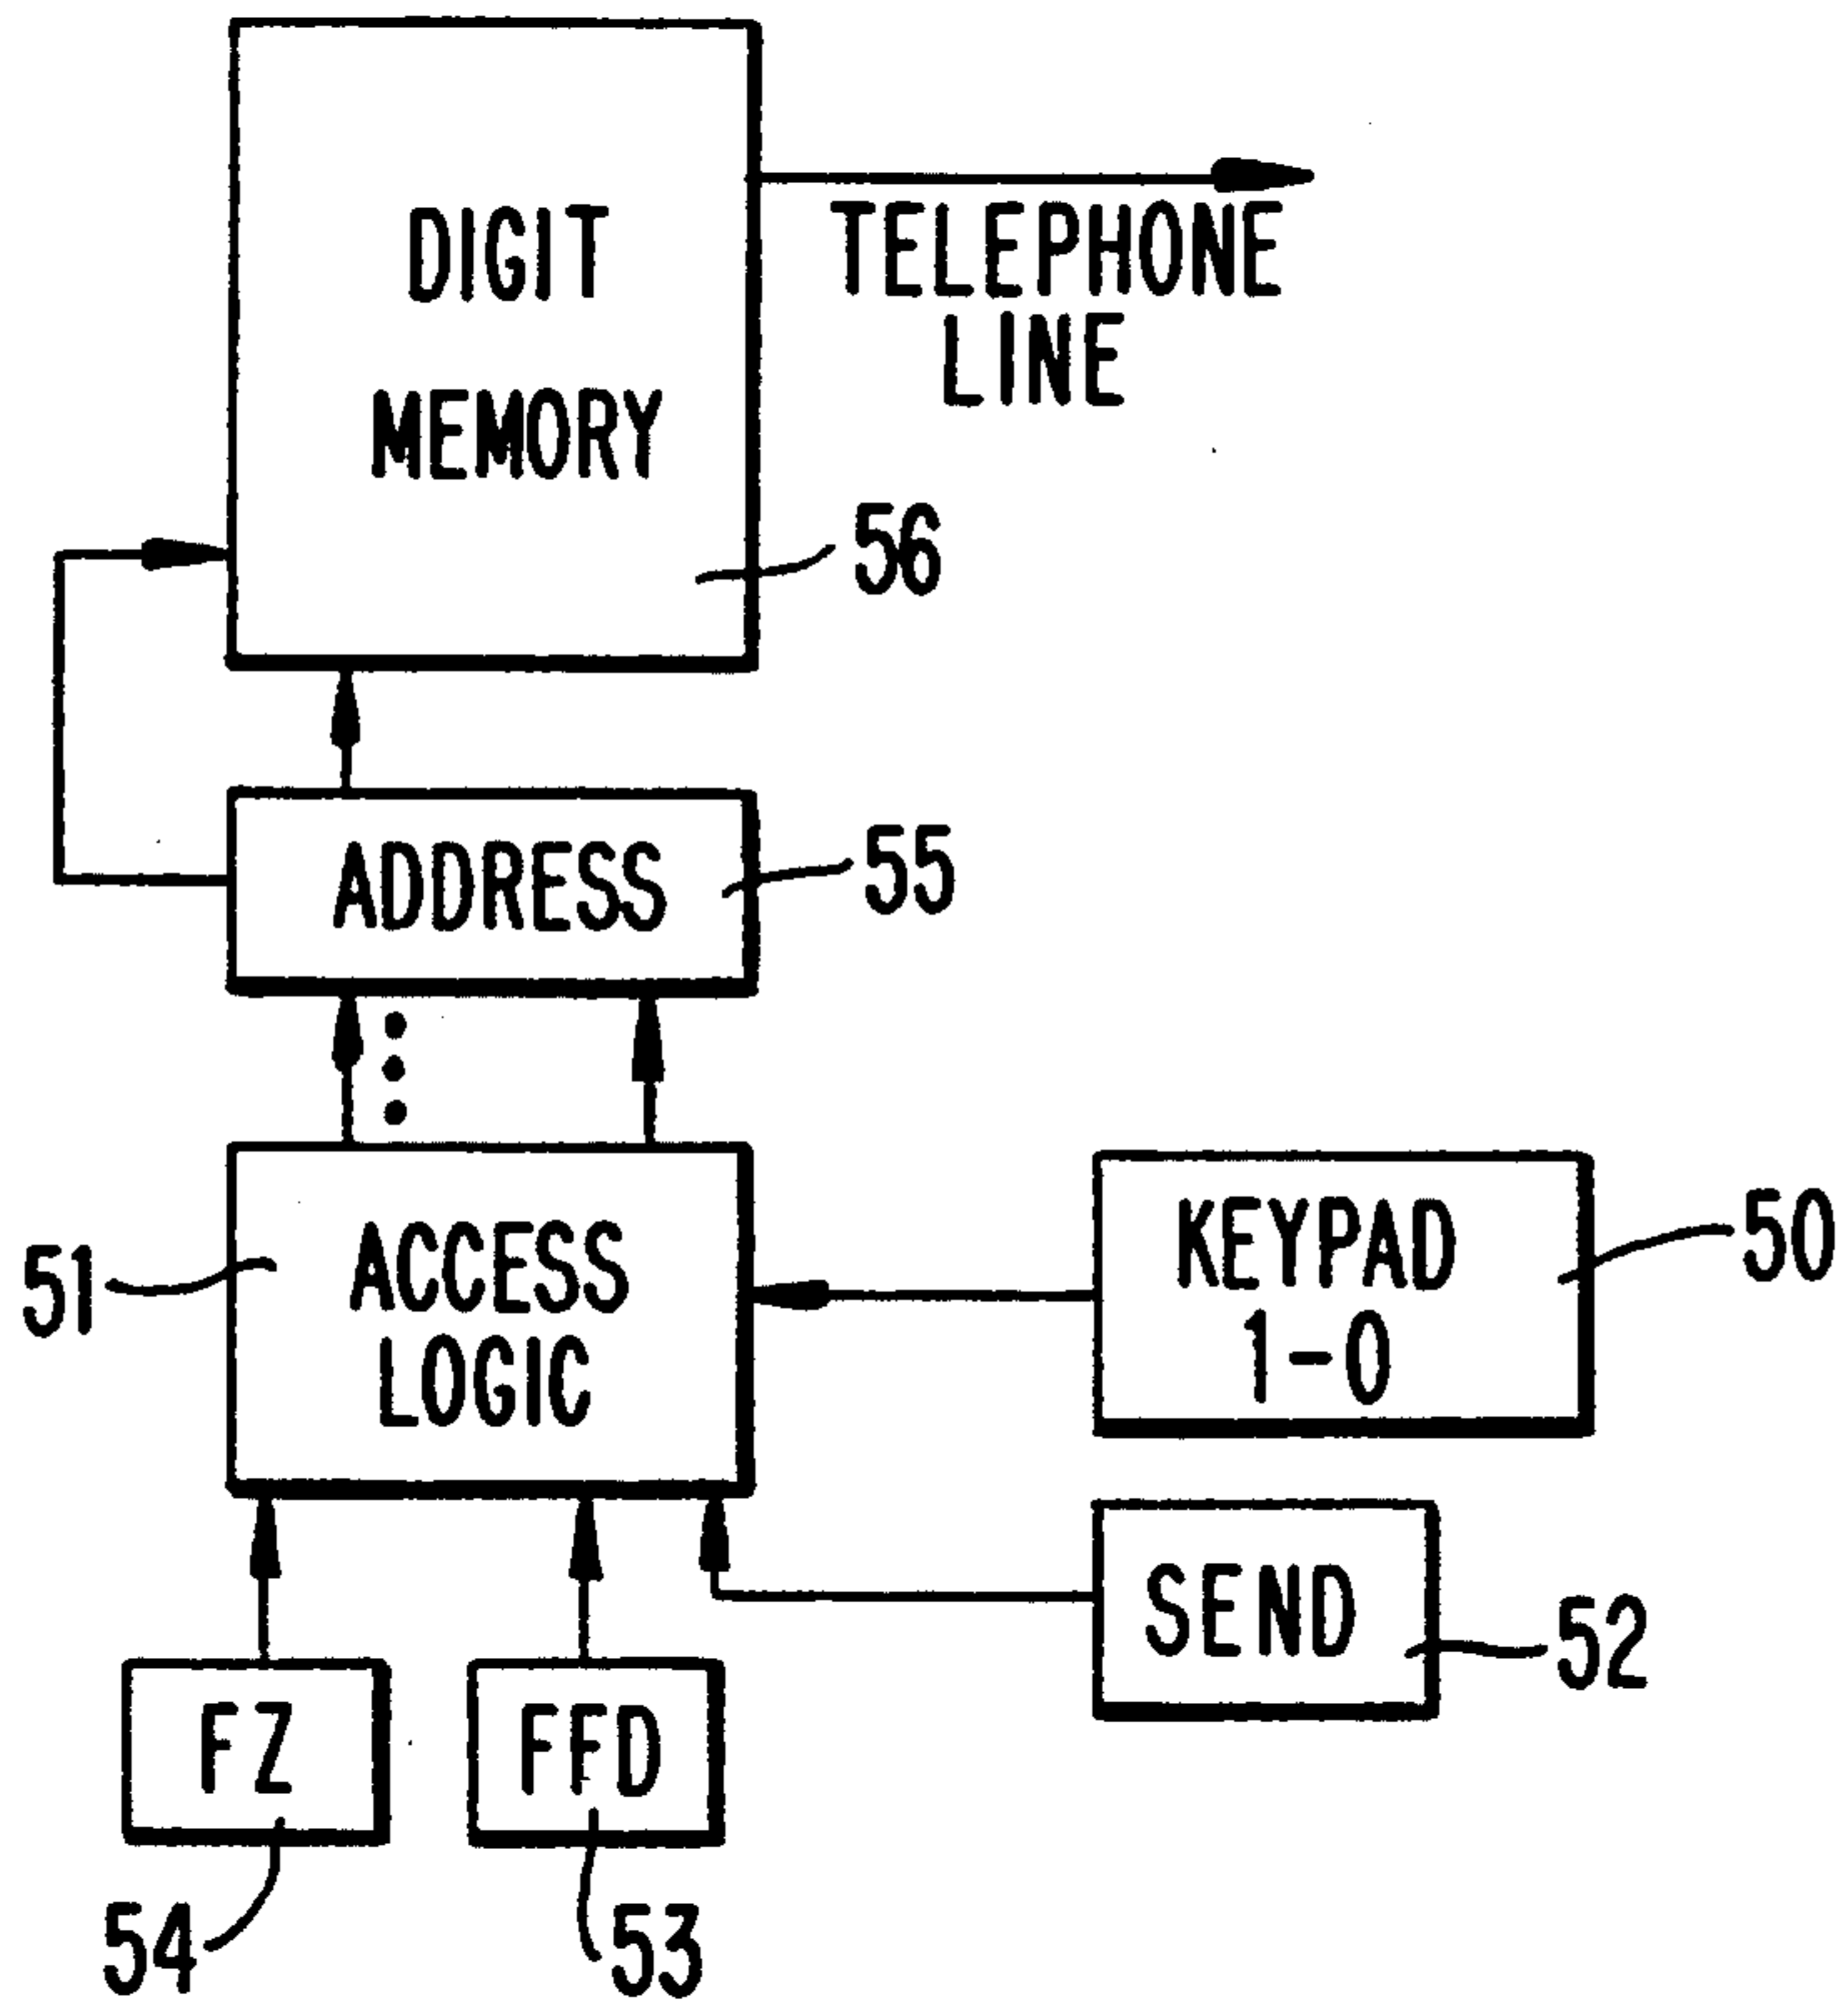 DIGIT
MEMORY
TELEPHONE
LINE
56
ADDRESS
55
ACCESS
LOGIC
51
KEYPAD
1-0
50
SEND
52
FZ
FFD
54
53